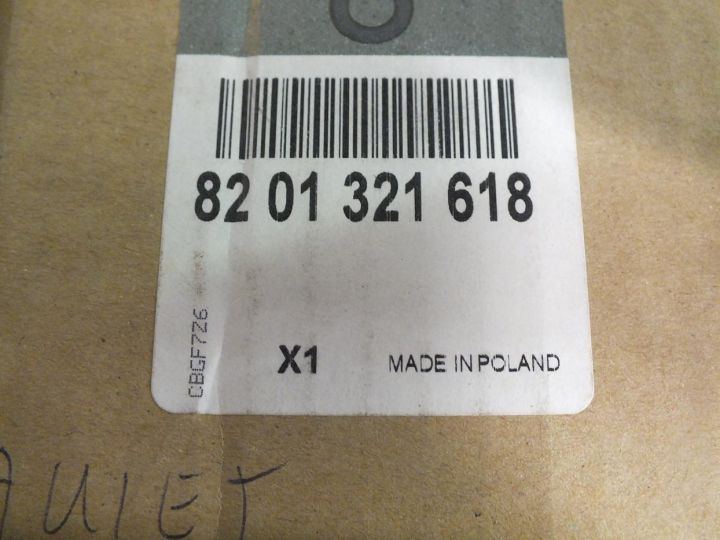 82 01 321 618
CBGF7Z6
X1 MADE IN POLAND